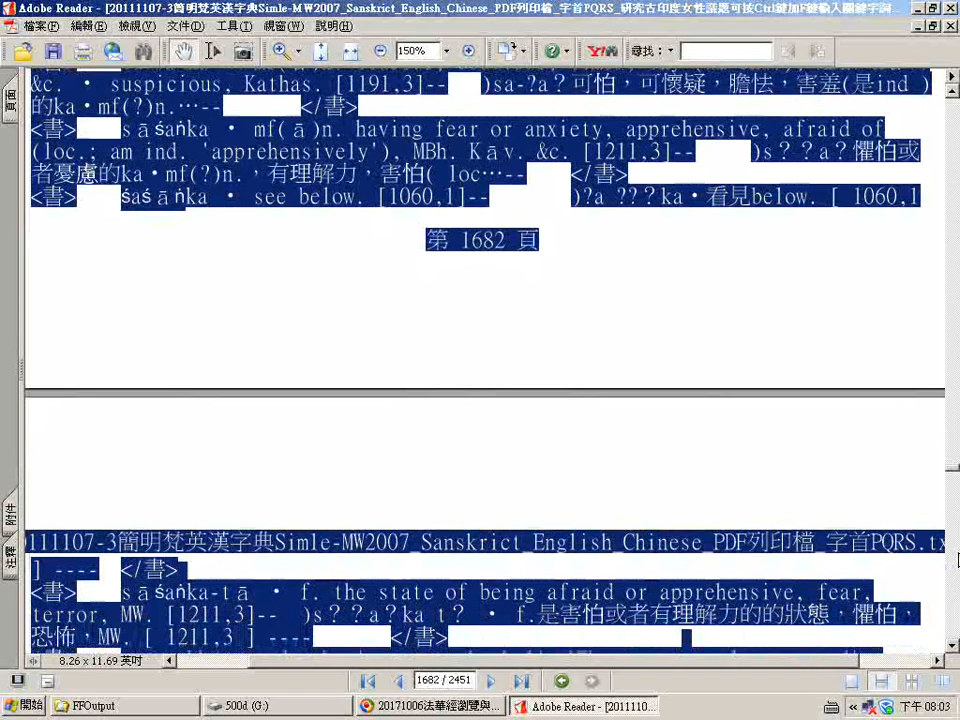 Adobe Reader - [20111107-3簡明梵英漢字典Simle-MW2007_Sanskrict_English_Chinese_PDF列印檔_字首PQRS_研究古印度女性議題可按Ctrl鍵加F鍵輸入關鍵字詞
檔案(F) 編輯(E) 檢視(V) 文件(D) 工具(T) 視窗(W) 說明(H)
150% 尋找：
頁面
&c. · suspicious, Kathas. [1191,3]-- )sa-?a？可怕，可懷疑，膽怯，害羞(是ind )
的ka·mf(?)n.…-- </書>
<書> sāśaṅka · mf(ā)n. having fear or anxiety, apprehensive, afraid of
(loc.; am ind. 'apprehensively'), MBh. Kāv. &c. [1211,3]-- )s？？a？懼怕或
者憂慮的ka·mf(?)n.，有理解力，害怕( loc…-- </書>
<書> śaśāṅka · see below. [1060,1]-- )?a ???ka·看見below. [ 1060,1
第 1682 頁
111107-3簡明梵英漢字典Simle-MW2007_Sanskrict_English_Chinese_PDF列印檔_字首PQRS.tx
] ---- </書>
<書> sāśaṅka-tā · f. the state of being afraid or apprehensive, fear,
terror, MW. [1211,3]-- )s？？a？ka t？ · f.是害怕或者有理解力的的狀態，懼怕，
恐怖，MW. [ 1211,3 ] ---- </書>
附件
注釋
8.26 x 11.69 英吋
1682 / 2451
開始 FFOutput 500d (G:) 20171006法華經瀏覽與... Adobe Reader - [2011110... 下午 08:03